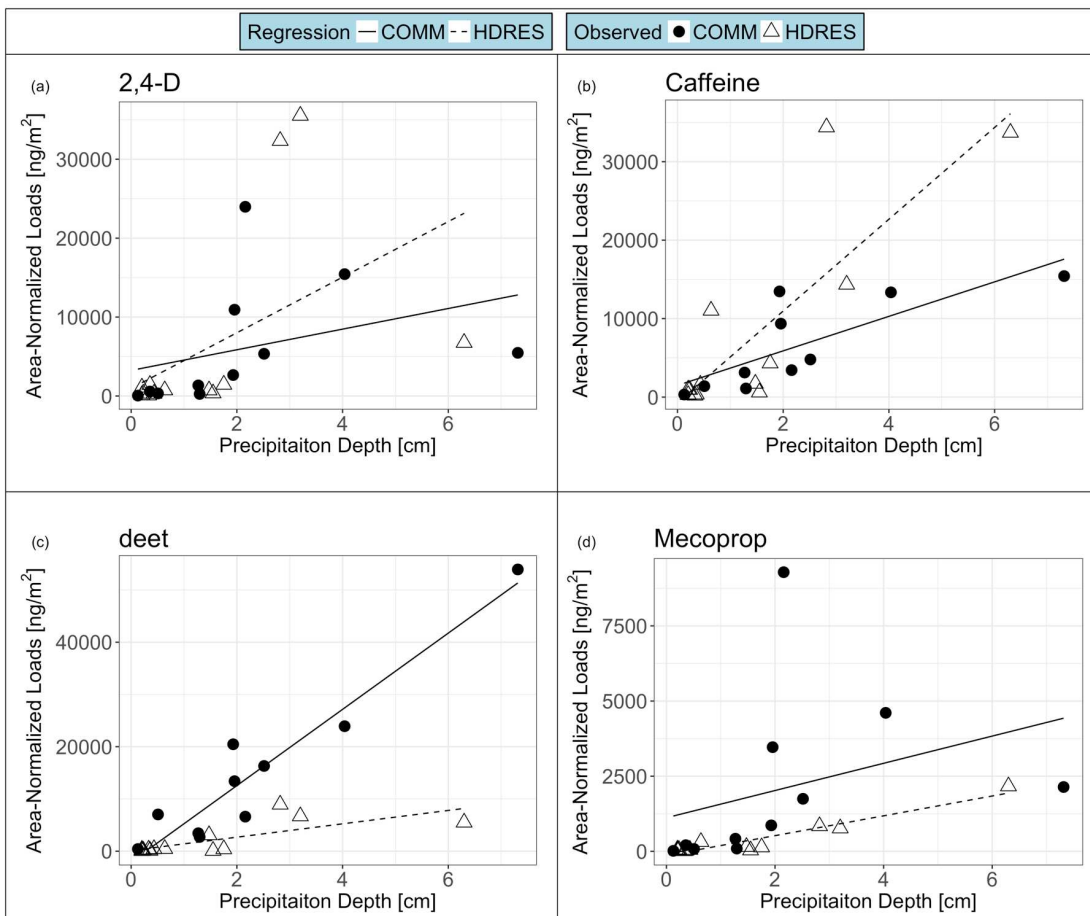 Regression COMM HDRES Observed COMM HDRES
(a) 2,4-D
Area-Normalized Loads [ng/m²]
30000
20000
10000
0
0 2 4 6
Precipitaiton Depth [cm]
(b) Caffeine
Area-Normalized Loads [ng/m²]
30000
20000
10000
0
0 2 4 6
Precipitaiton Depth [cm]
(c) deet
Area-Normalized Loads [ng/m²]
40000
20000
0
0 2 4 6
Precipitaiton Depth [cm]
(d) Mecoprop
Area-Normalized Loads [ng/m²]
7500
5000
2500
0
0 2 4 6
Precipitaiton Depth [cm]